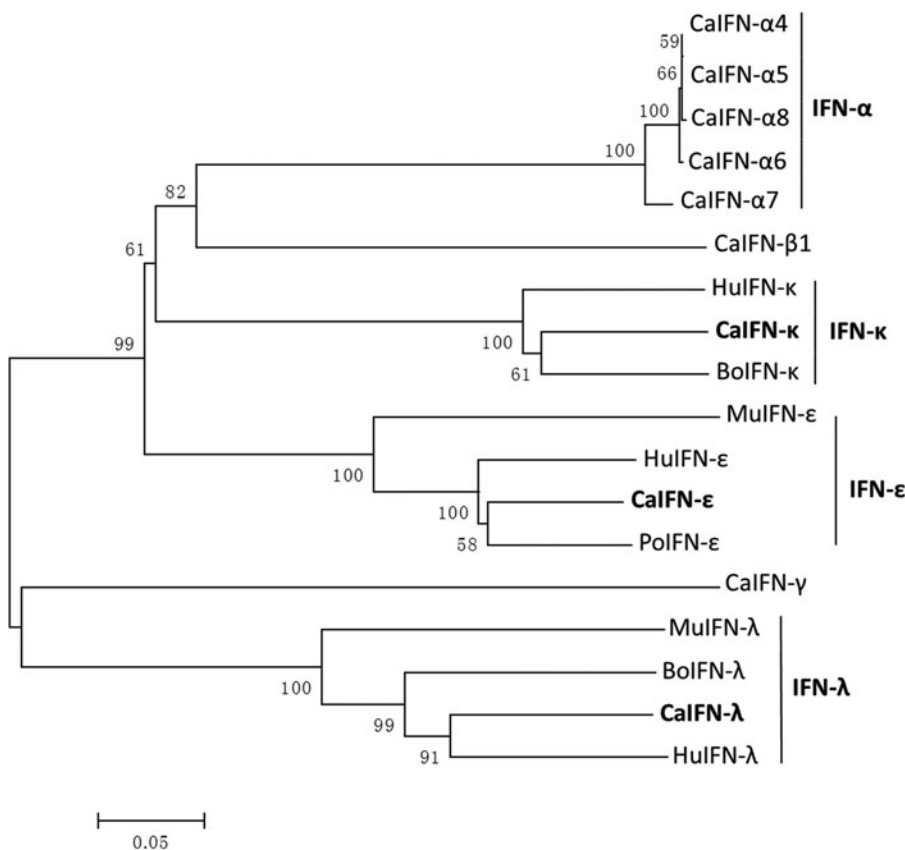 CaIFN-α4
59
66
CaIFN-α5
IFN-α
100
CaIFN-α8
100
CaIFN-α6
82
CaIFN-α7
61
CaIFN-β1
HuIFN-κ
99
100
CaIFN-κ
IFN-κ
61
BoIFN-κ
MuIFN-ε
100
HuIFN-ε
IFN-ε
100
CaIFN-ε
58
PoIFN-ε
CaIFN-γ
MuIFN-λ
100
BoIFN-λ
IFN-λ
99
CaIFN-λ
91
HuIFN-λ
0.05